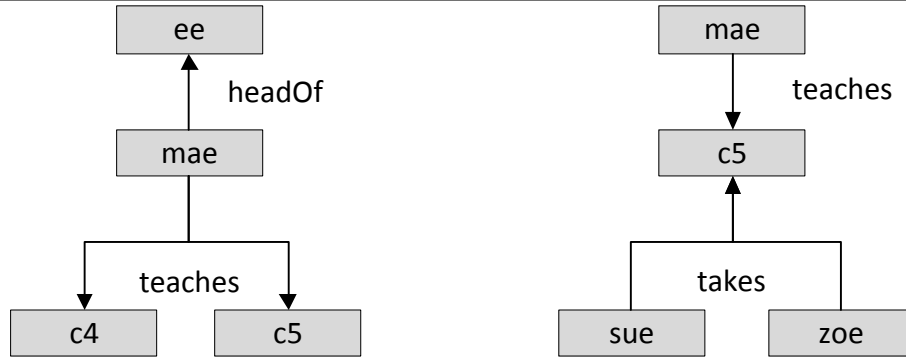 ee
headOf
mae
teaches
c4
c5
mae
teaches
c5
takes
sue
zoe